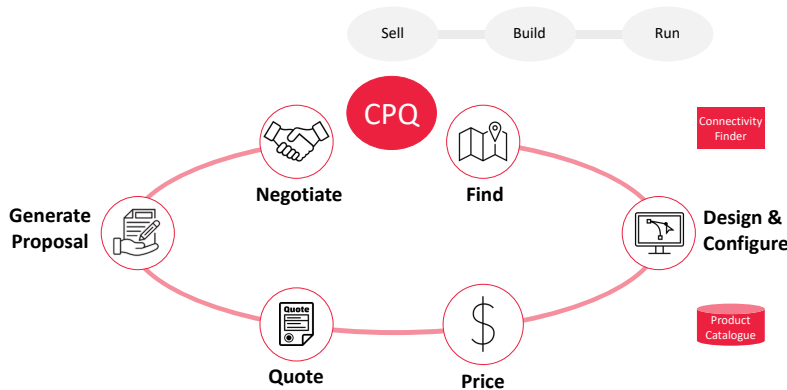 Sell
Build
Run
CPQ
Connectivity
Finder
Negotiate
Find
Generate
Proposal
Design &
Configure
Quote
Product
Catalogue
Quote
Price